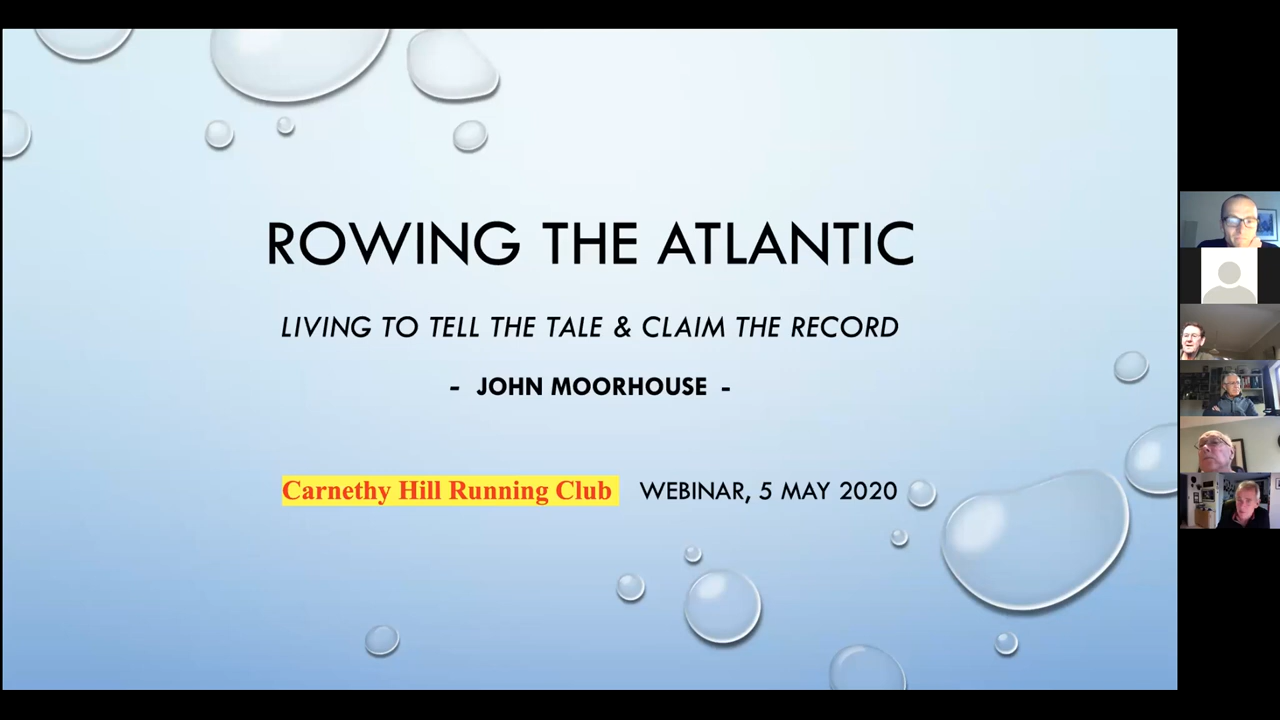 ROWING THE ATLANTIC
LIVING TO TELL THE TALE & CLAIM THE RECORD
- JOHN MOORHOUSE -
Carnethy Hill Running Club WEBINAR, 5 MAY 2020